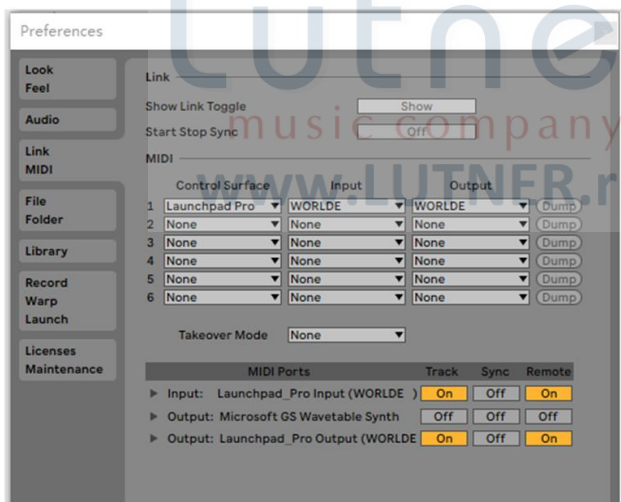 Preferences
Lutne
music company
www.LUTNER.r
Look
Feel
Audio
Link
MIDI
File
Folder
Library
Record
Warp
Launch
Licenses
Maintenance
Link
Show Link Toggle Show
Start Stop Sync Off
MIDI
Control Surface Input Output
1 Launchpad Pro WORLDE WORLDE Dump
2 None None None Dump
3 None None None Dump
4 None None None Dump
5 None None None Dump
6 None None None Dump
Takeover Mode None
MIDI Ports Track Sync Remote
Input: Launchpad_Pro Input (WORLDE ) On Off On
Output: Microsoft GS Wavetable Synth Off Off Off
Output: Launchpad_Pro Output (WORLDE On Off On